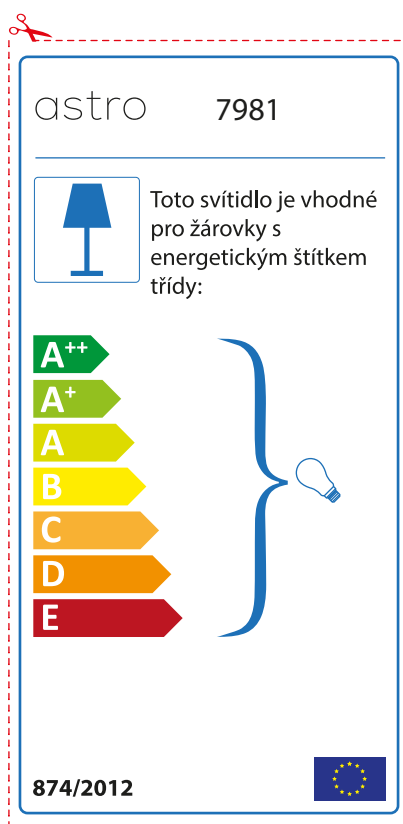 astro 7981
Toto svítidlo je vhodné
pro žárovky s
energetickým štítkem
třídy:
A++
A+
A
B
C
D
E
874/2012